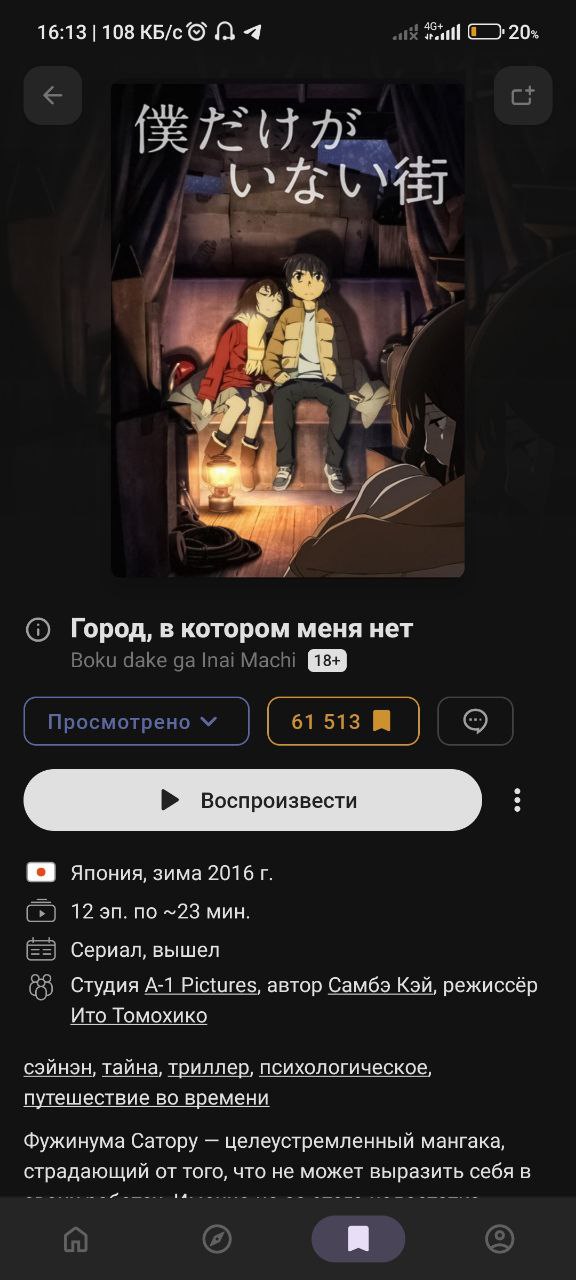 16:13 | 108 КБ/с
4G+
20%
僕だけが
いない街
Город, в котором меня нет
Boku dake ga Inai Machi 18+
Просмотрено
61 513
Воспроизвести
Япония, зима 2016 г.
12 эп. по ~23 мин.
Сериал, вышел
Студия A-1 Pictures, автор Самбэ Кэй, режиссёр
Ито Томохико
сэйнэн, тайна, триллер, психологическое,
путешествие во времени
Фужинума Сатору — целеустремленный мангака,
страдающий от того, что не может выразить себя в